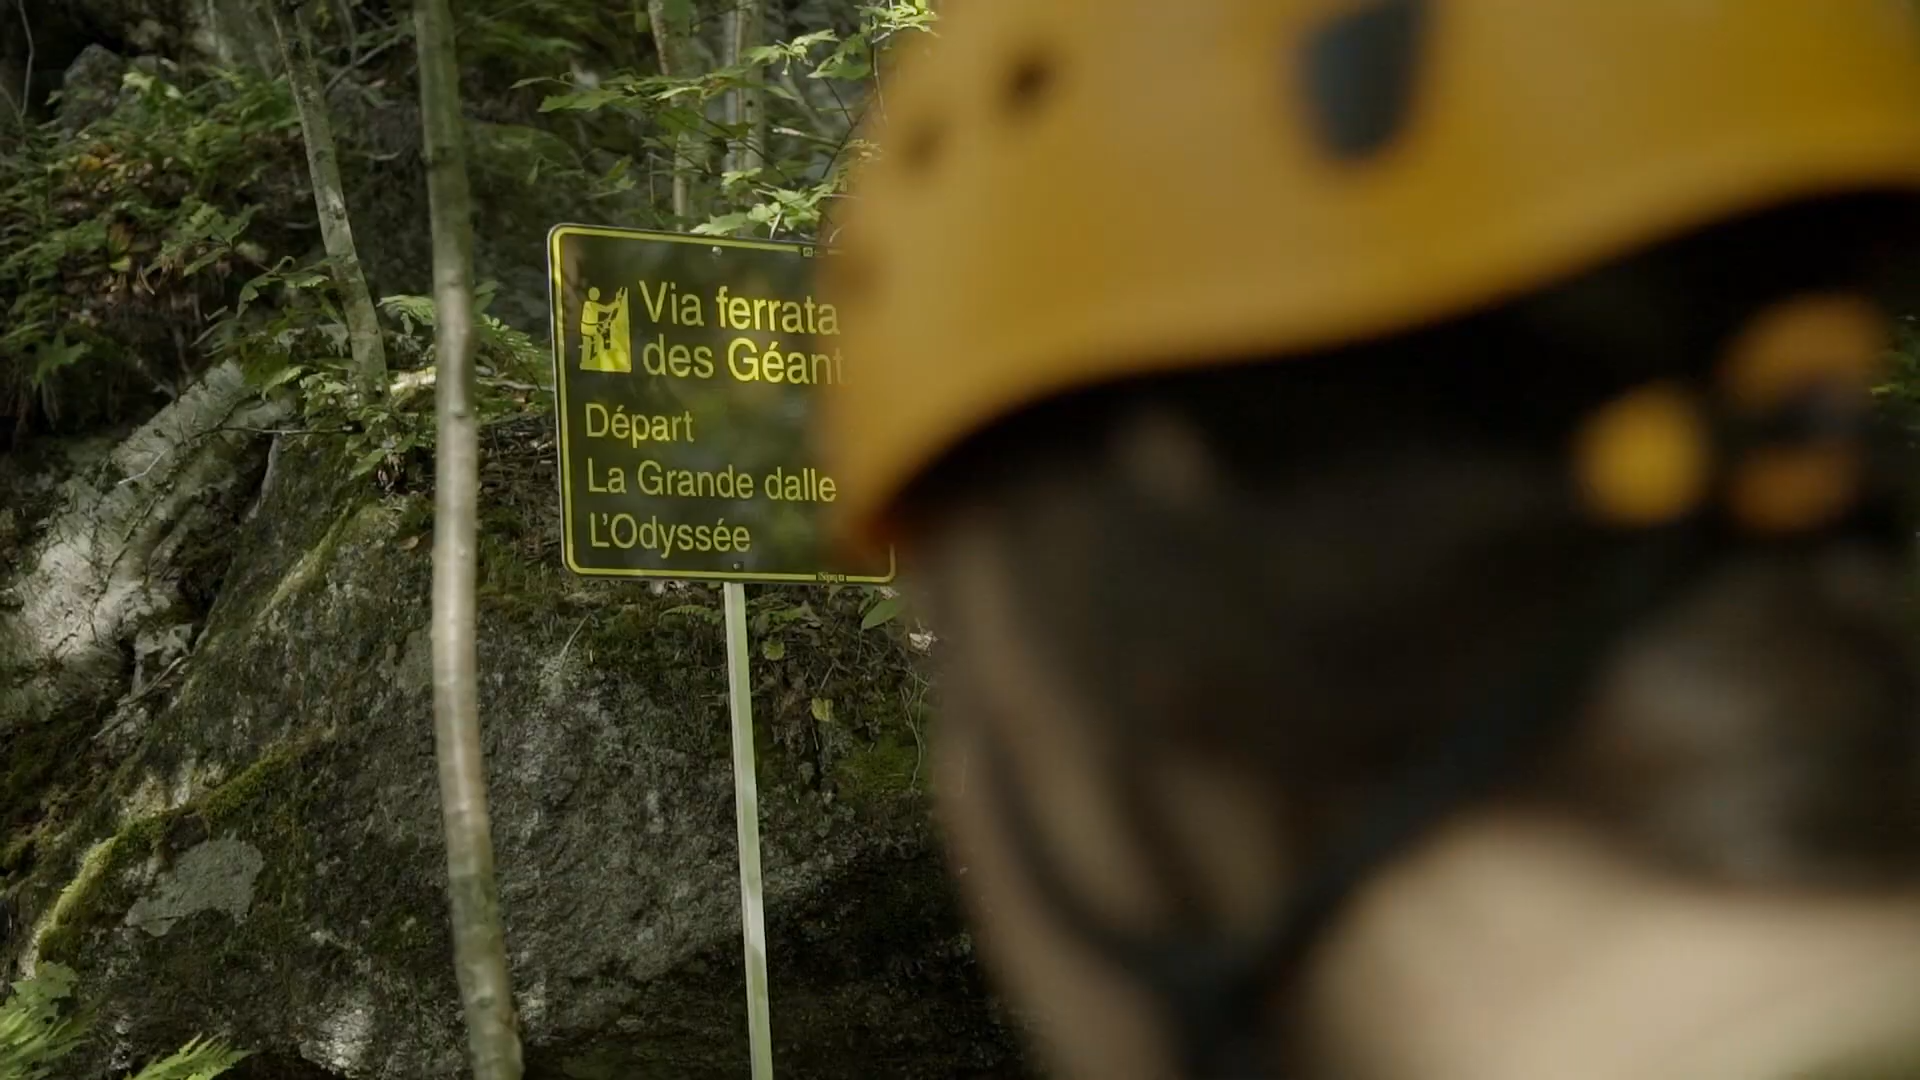 Via ferrata
des Géant
Départ
La Grande dalle
L'Odyssée